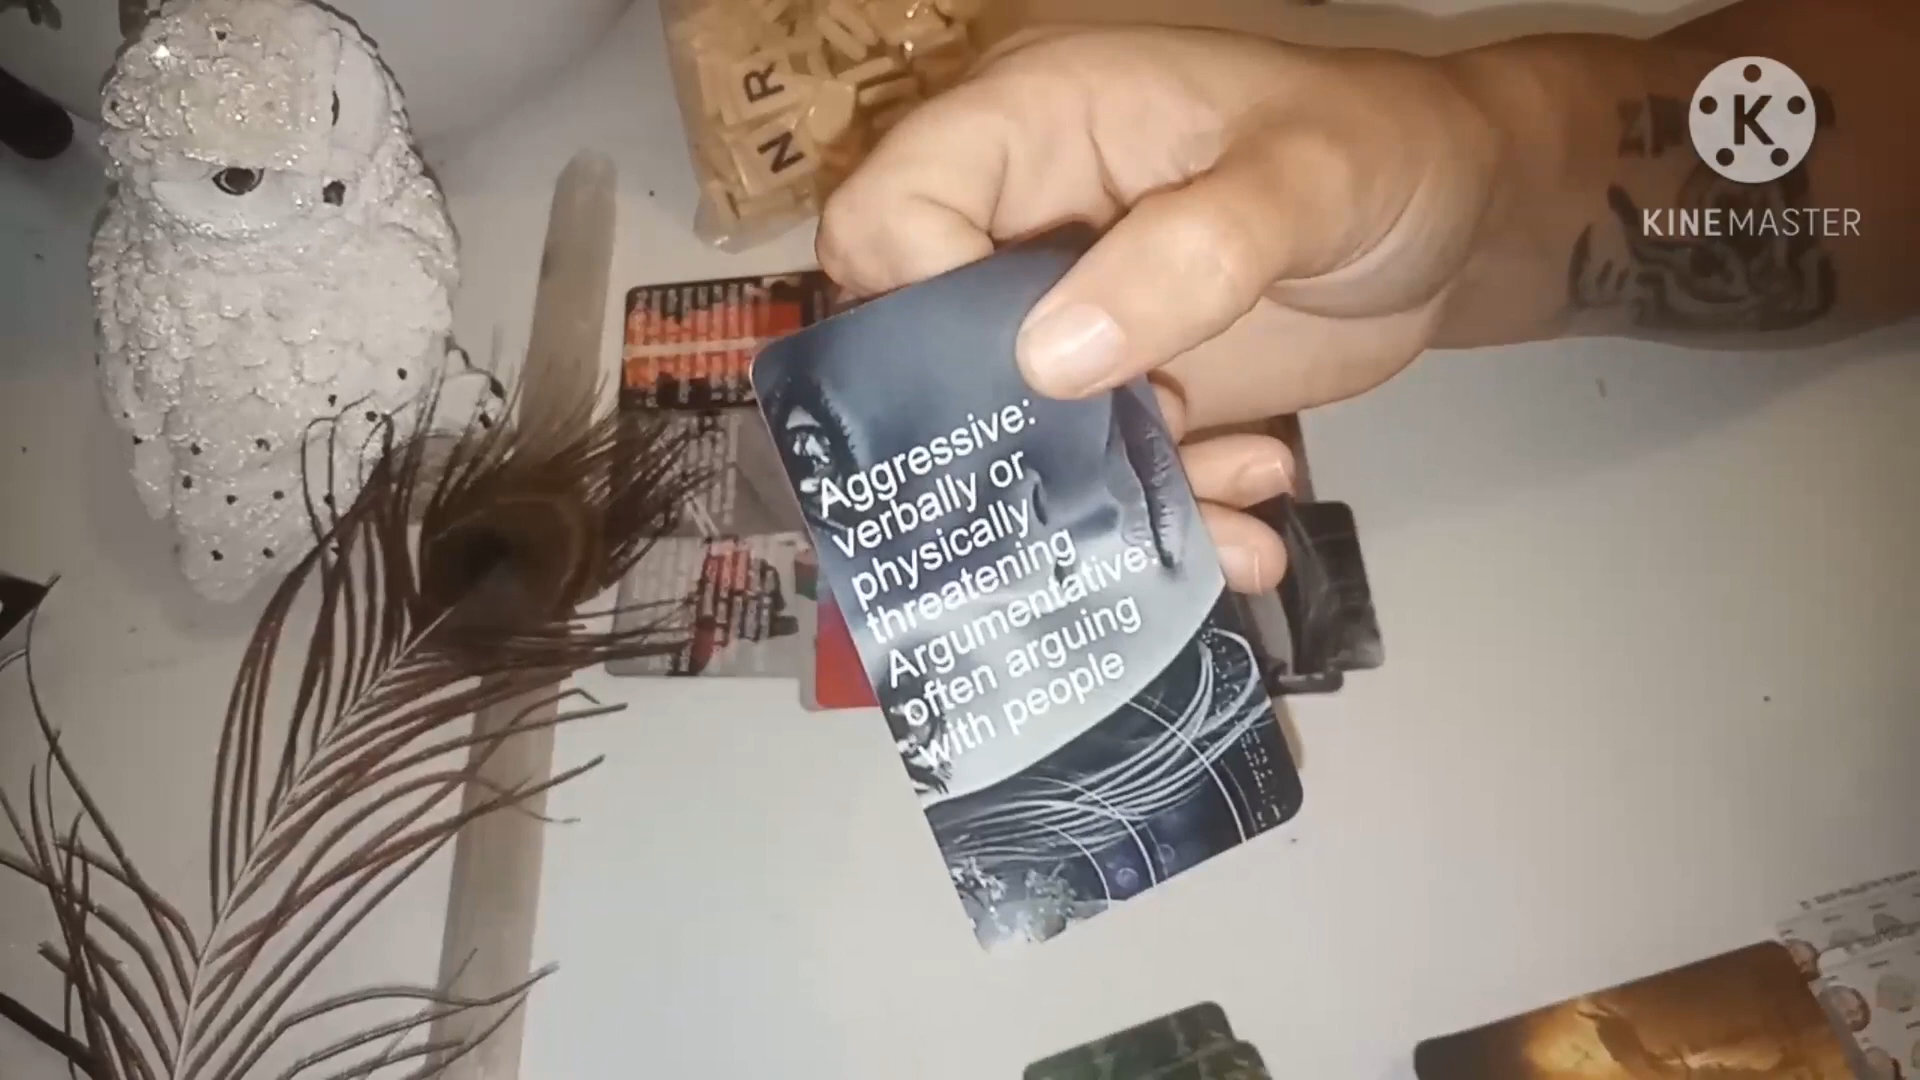 R
N
KINEMASTER
Aggressive:
verbally or
physically
threatening
Argumentative:
often arguing
with people